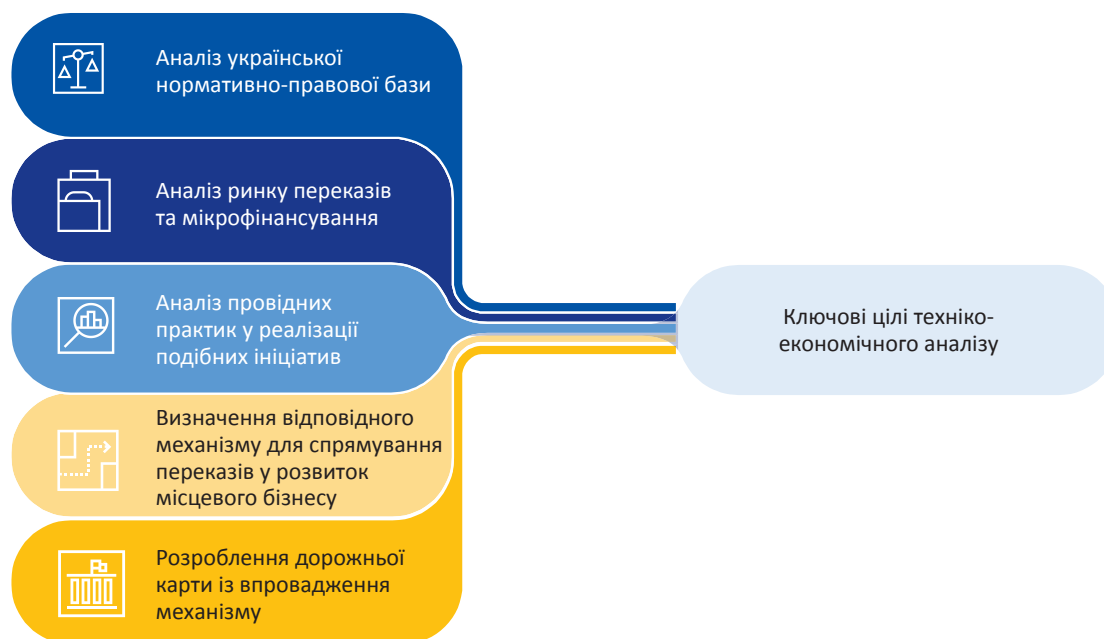 Аналіз української
нормативно-правової бази
Аналіз ринку переказів
та мікрофінансування
Аналіз провідних
практик у реалізації
подібних ініціатив
Визначення відповідного
механізму для спрямування
переказів у розвиток
місцевого бізнесу
Розроблення дорожньої
карти із впровадження
механізму
Ключові цілі техніко-
економічного аналізу